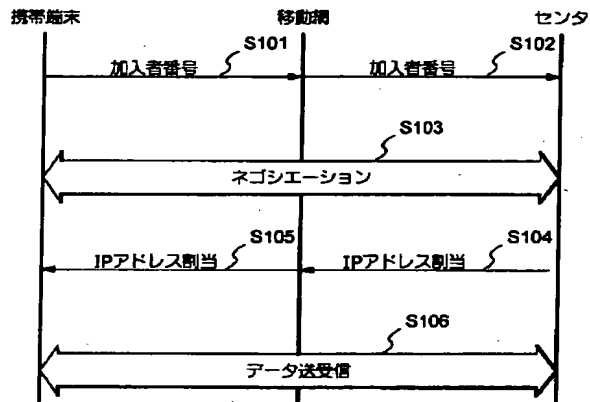 携帯端末 移動網 センタ
S101 S102
加入者番号 加入者番号
S103
ネゴシエーション
S105 S104
IPアドレス割当 IPアドレス割当
S106
データ送受信